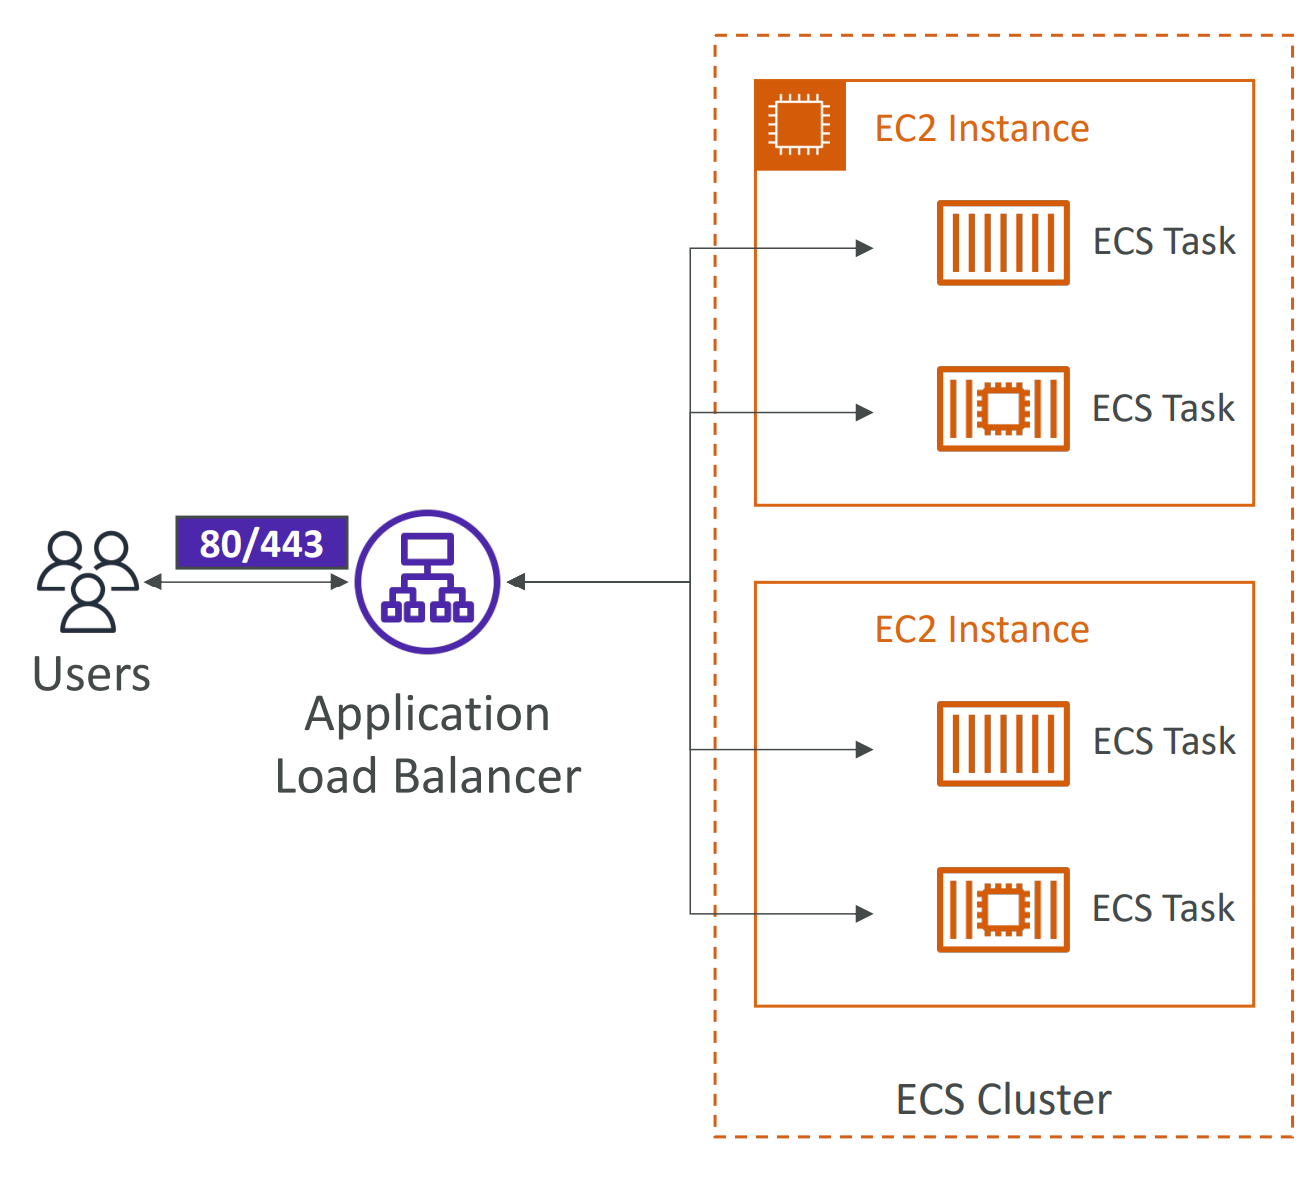 EC2 Instance
ECS Task
ECS Task
80/443
Users
Application
Load Balancer
EC2 Instance
ECS Task
ECS Task
ECS Cluster